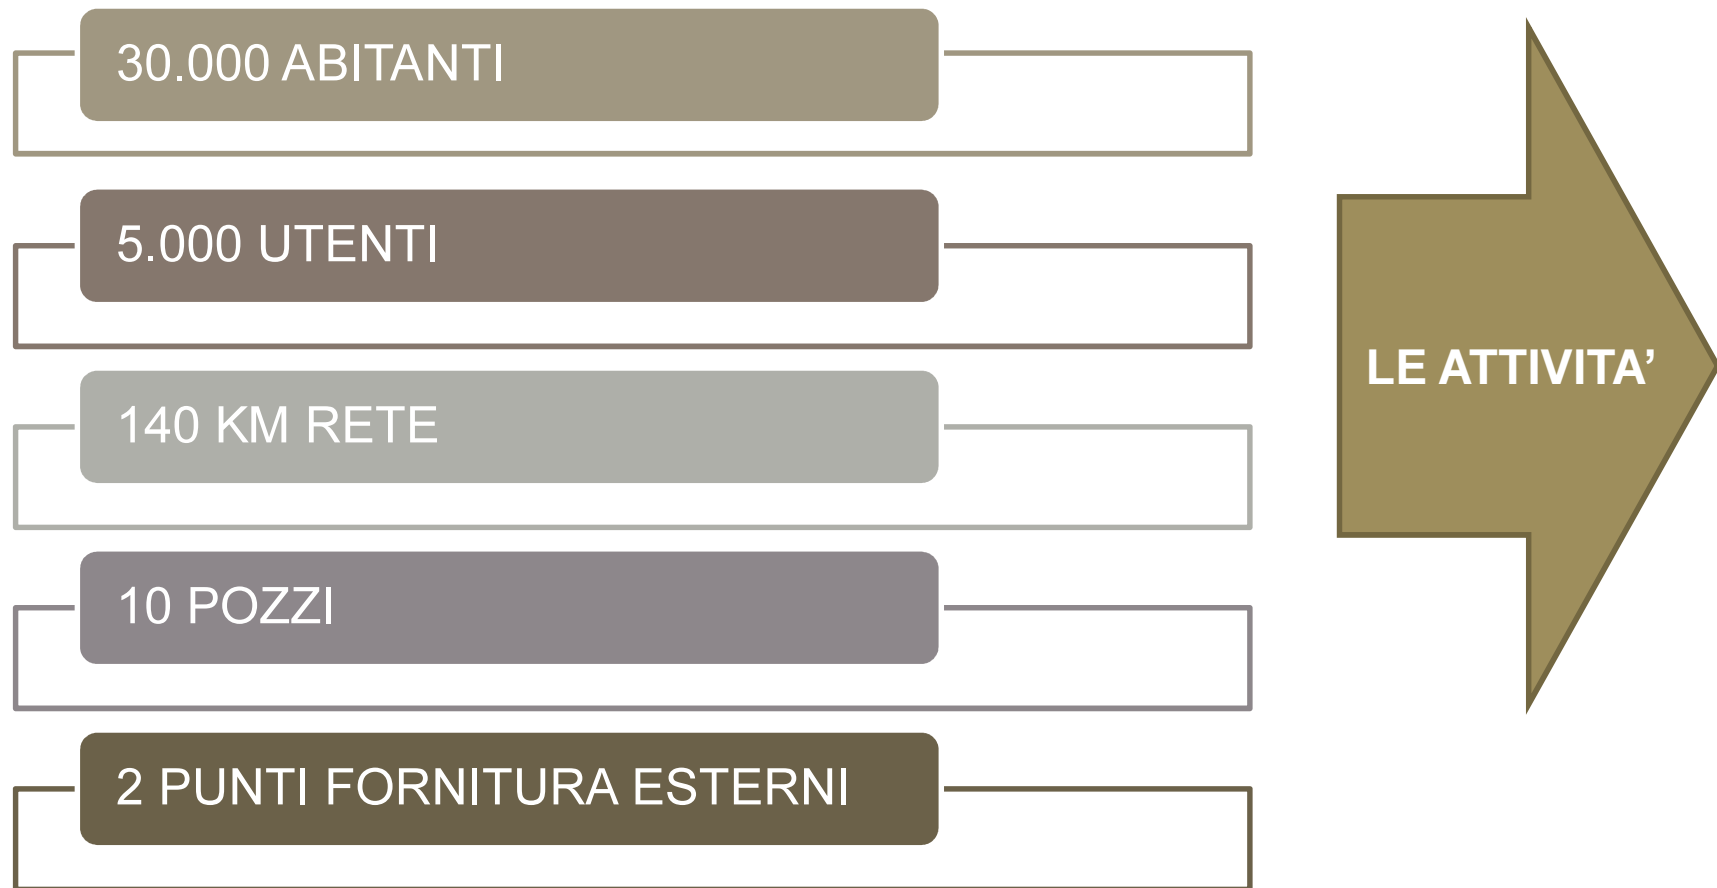 30.000 ABITANTI
5.000 UTENTI
140 KM RETE
10 POZZI
2 PUNTI FORNITURA ESTERNI
LE ATTIVITA’